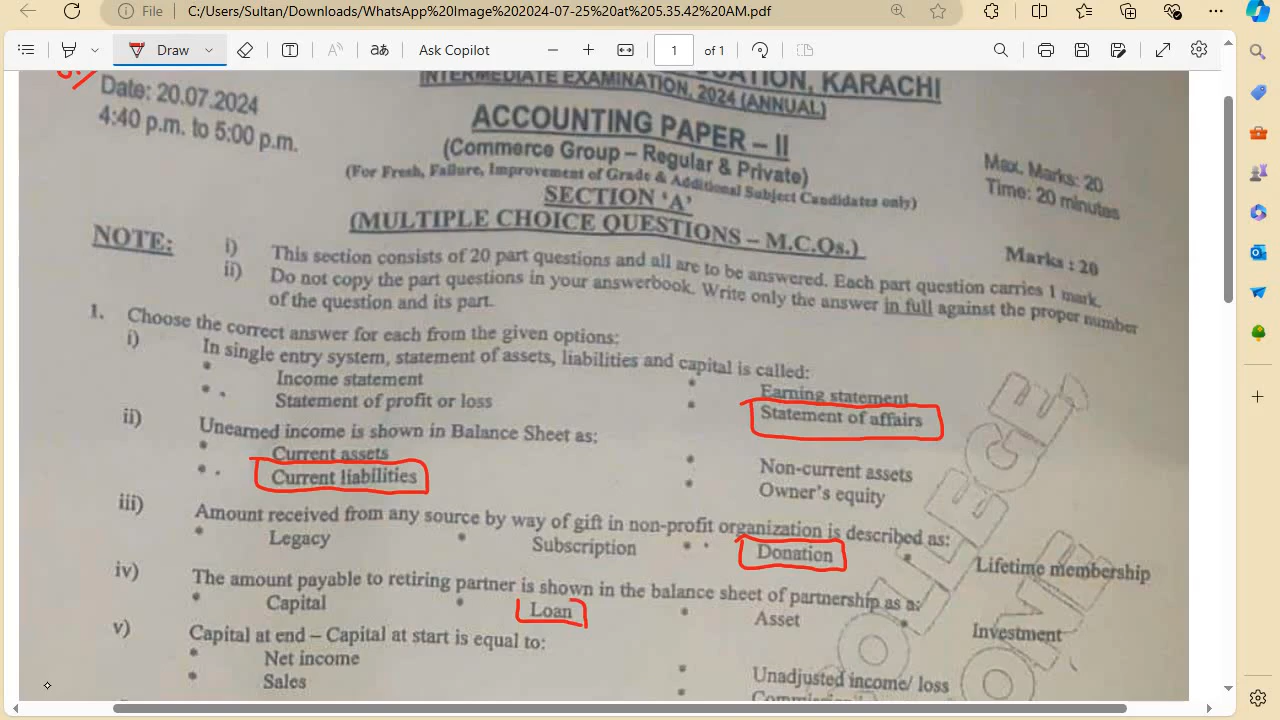 File
C:/Users/Sultan/Downloads/WhatsApp%20Image%202024-07-25%20at%205.35.42%20AM.pdf
Draw
Ask Copilot
1
of 1
INTERMEDIATE EXAMINATION, 2024 (ANNUAL)
KARACHI
Date: 20.07.2024
4:40 p.m. to 5:00 p.m.
ACCOUNTING PAPER – II
(Commerce Group – Regular & Private)
(For Fresh, Failure, Improvement of Grade & Additional Subject Candidates only)
Max. Marks: 20
Time: 20 minutes
SECTION 'A'
(MULTIPLE CHOICE QUESTIONS – M.C.Qs.)
Marks : 20
NOTE:
i) This section consists of 20 part questions and all are to be answered. Each part question carries 1 mark.
ii) Do not copy the part questions in your answerbook. Write only the answer in full against the proper number
of the question and its part.
1. Choose the correct answer for each from the given options:
i) In single entry system, statement of assets, liabilities and capital is called:
• Income statement • Earning statement
• Statement of profit or loss • Statement of affairs
ii) Unearned income is shown in Balance Sheet as:
• Current assets • Non-current assets
• Current liabilities • Owner's equity
iii) Amount received from any source by way of gift in non-profit organization is described as:
• Legacy • Subscription • Donation • Lifetime membership
iv) The amount payable to retiring partner is shown in the balance sheet of partnership as a:
• Capital • Loan • Asset • Investment
v) Capital at end – Capital at start is equal to:
• Net income • Unadjusted income/ loss
• Sales
COLLEGE